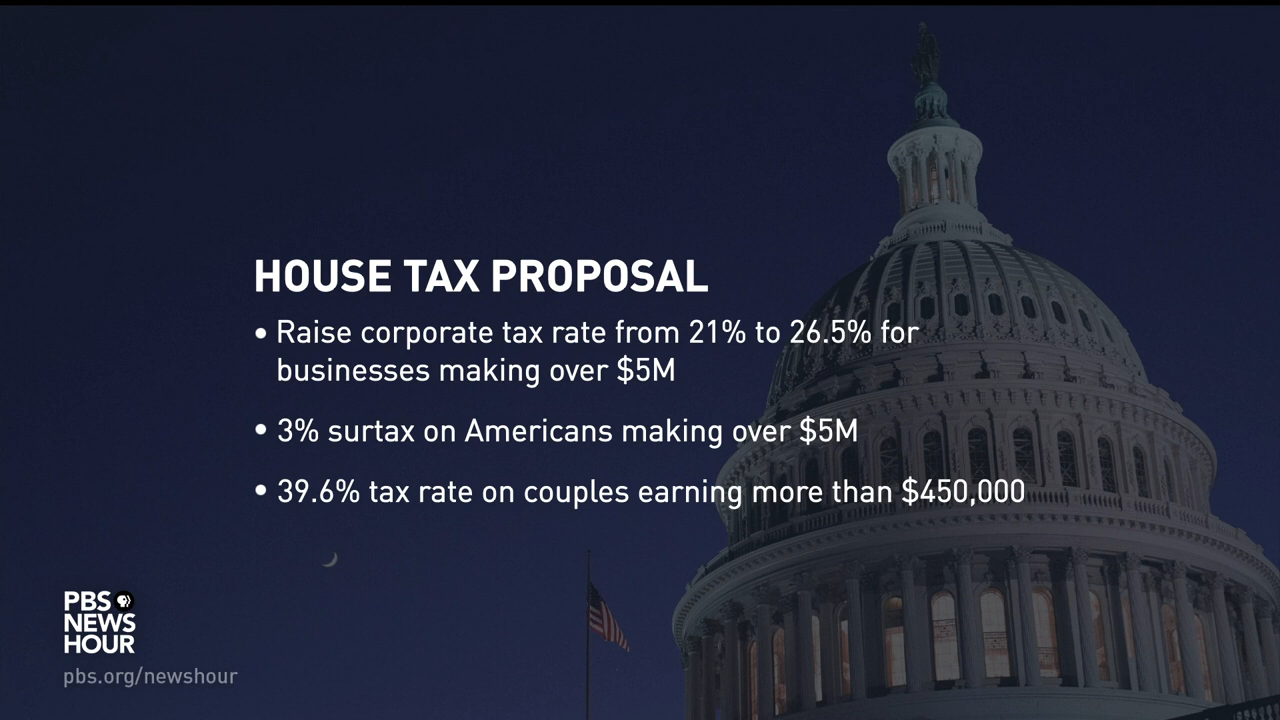 HOUSE TAX PROPOSAL
• Raise corporate tax rate from 21% to 26.5% for
businesses making over $5M
• 3% surtax on Americans making over $5M
• 39.6% tax rate on couples earning more than $450,000
PBS
NEWS
HOUR
pbs.org/newshour